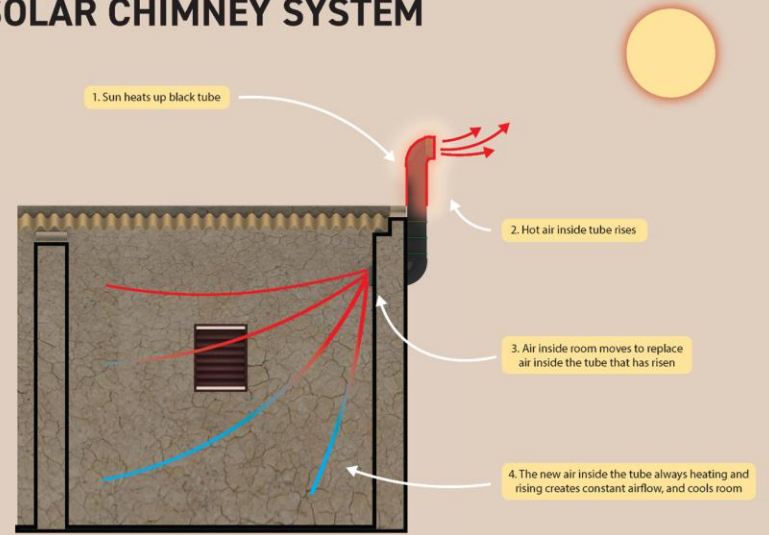 SOLAR CHIMNEY SYSTEM
1. Sun heats up black tube
2. Hot air inside tube rises
3. Air inside room moves to replace
air inside the tube that has risen
4. The new air inside the tube always heating and
rising creates constant airflow, and cools room